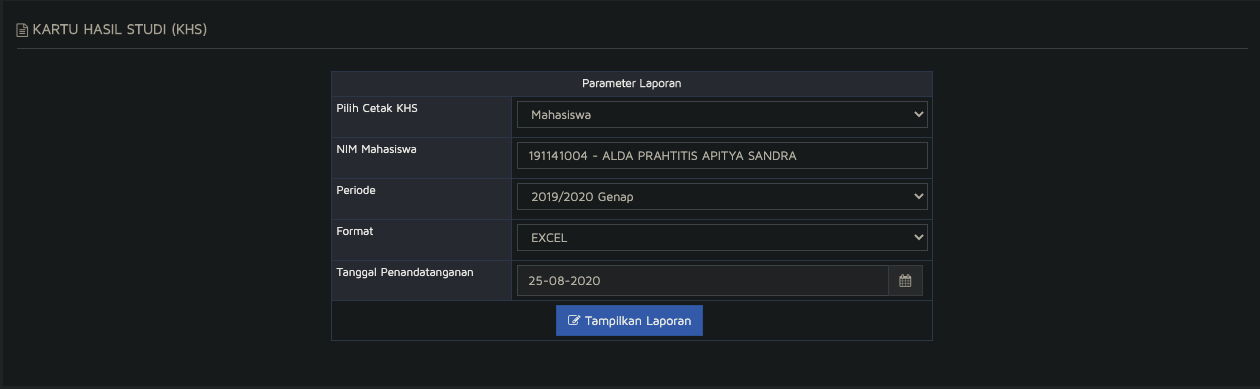 KARTU HASIL STUDI (KHS)
Parameter Laporan
Pilih Cetak KHS
Mahasiswa
NIM Mahasiswa
191141004 - ALDA PRAHTITIS APITYA SANDRA
Periode
2019/2020 Genap
Format
EXCEL
Tanggal Penandatanganan
25-08-2020
Tampilkan Laporan